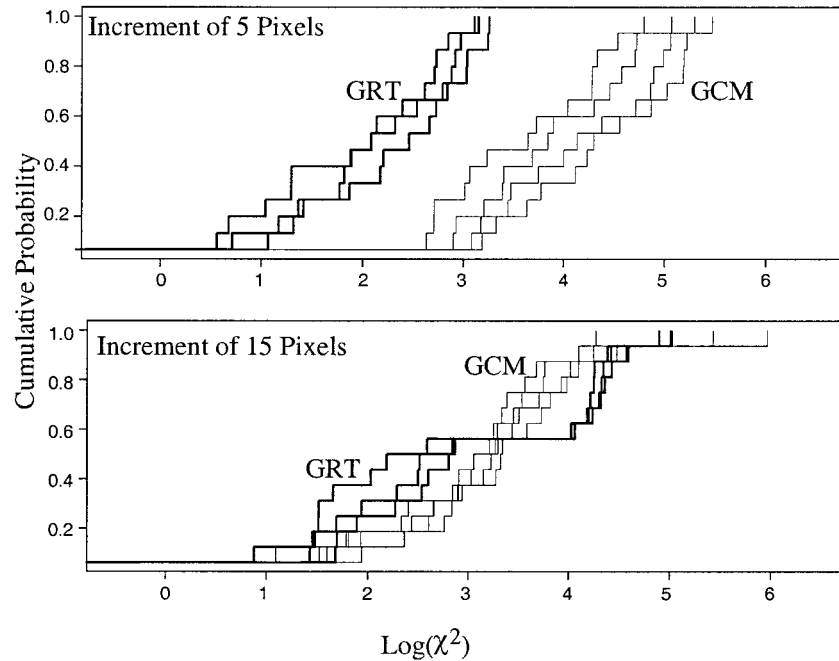 Increment of 5 Pixels
GRT
GCM
1.0
0.8
0.6
0.4
0.2
0 1 2 3 4 5 6
Cumulative Probability
Increment of 15 Pixels
GCM
GRT
1.0
0.8
0.6
0.4
0.2
0 1 2 3 4 5 6
Log(χ²)